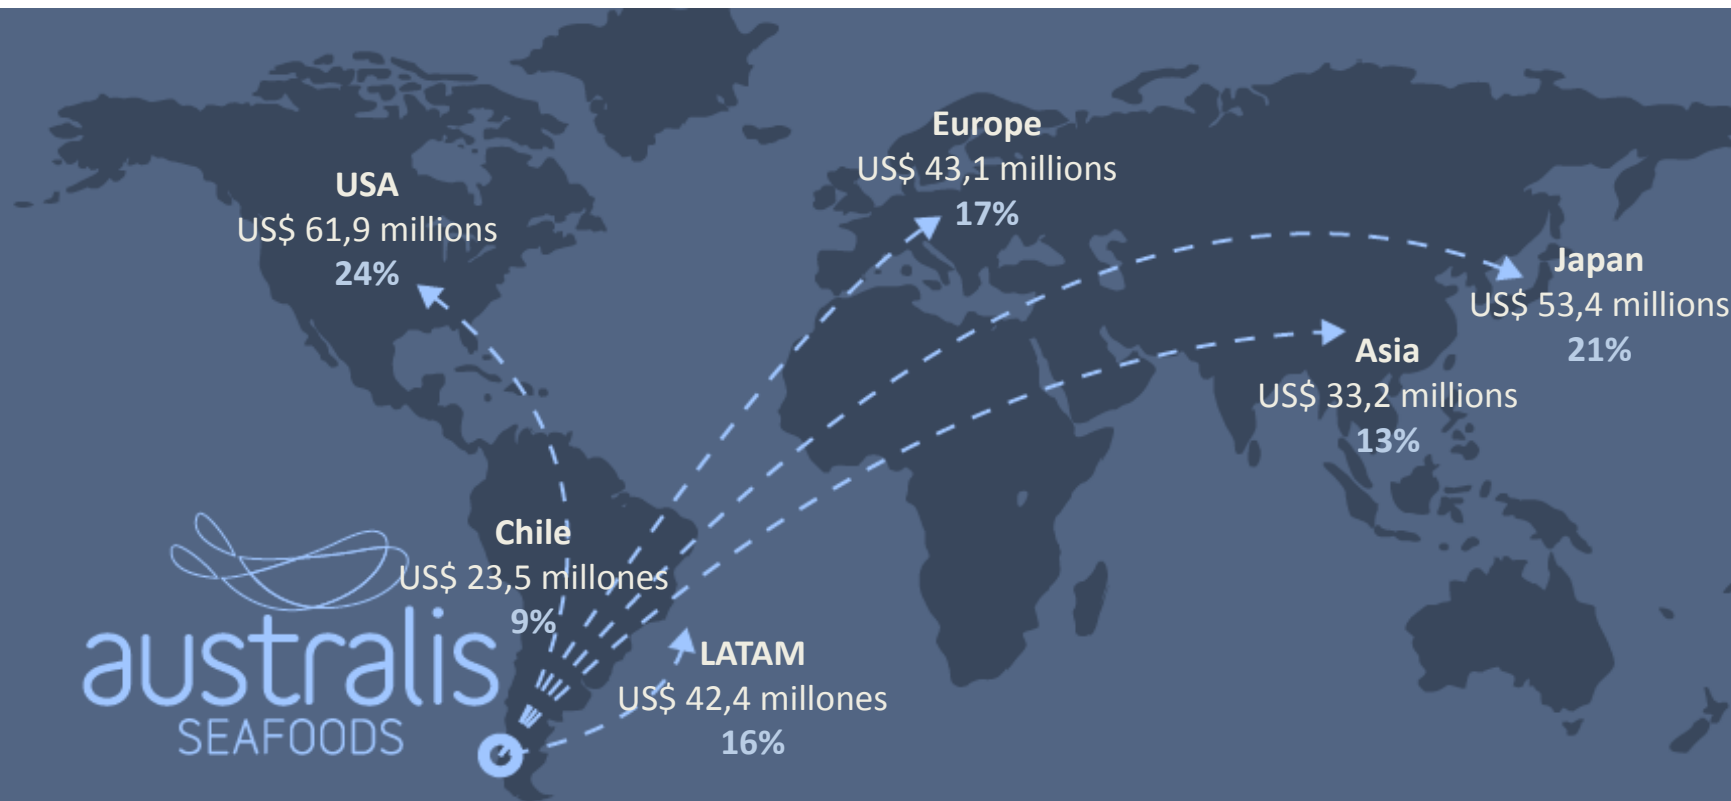 Europe
US$ 43,1 millions
17%
USA
US$ 61,9 millions
24%
Japan
US$ 53,4 millions
21%
Asia
US$ 33,2 millions
13%
Chile
US$ 23,5 millones
9%
LATAM
US$ 42,4 millones
16%
australis
SEAFOODS